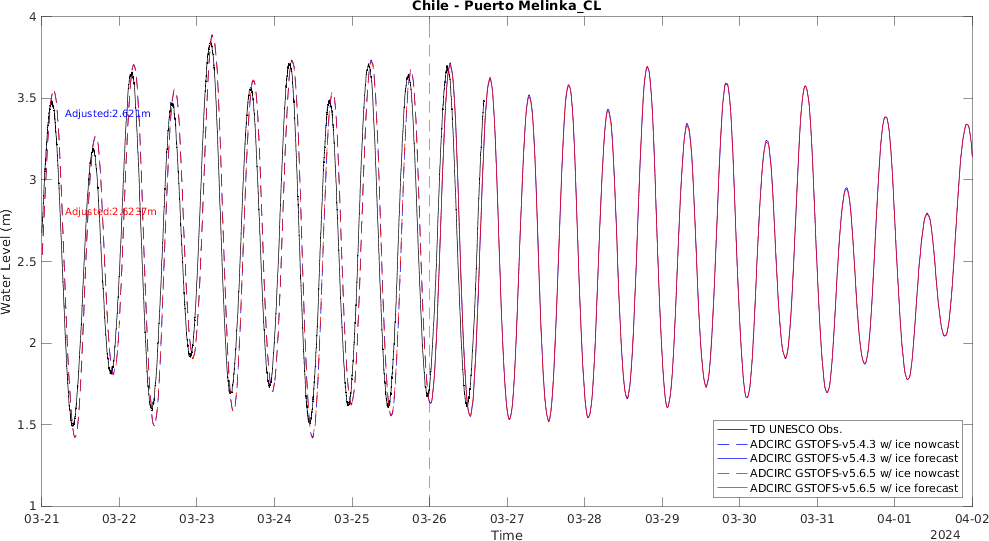 Chile - Puerto Melinka_CL
4
3.5
3
2.5
2
1.5
1
Water Level (m)
Adjusted:2.621m
Adjusted:2.6237m
TD UNESCO Obs.
ADCIRC GSTOFS-v5.4.3 w/ ice nowcast
ADCIRC GSTOFS-v5.4.3 w/ ice forecast
ADCIRC GSTOFS-v5.6.5 w/ ice nowcast
ADCIRC GSTOFS-v5.6.5 w/ ice forecast
03-21 03-22 03-23 03-24 03-25 03-26 03-27 03-28 03-29 03-30 03-31 04-01 04-02
Time
2024